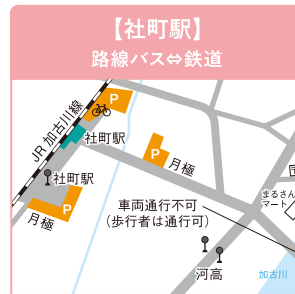 【社町駅】
路線バス⇔鉄道
P
JR 加古川線
社町駅
P
月極
社町駅
まるさん
マート
車両通行不可
(歩行者は通行可)
P
月極
河高
加古川